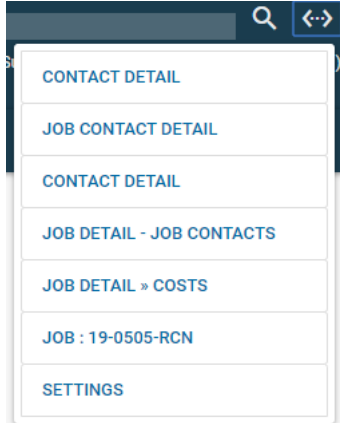 CONTACT DETAIL
JOB CONTACT DETAIL
CONTACT DETAIL
JOB DETAIL - JOB CONTACTS
JOB DETAIL » COSTS
JOB : 19-0505-RCN
SETTINGS